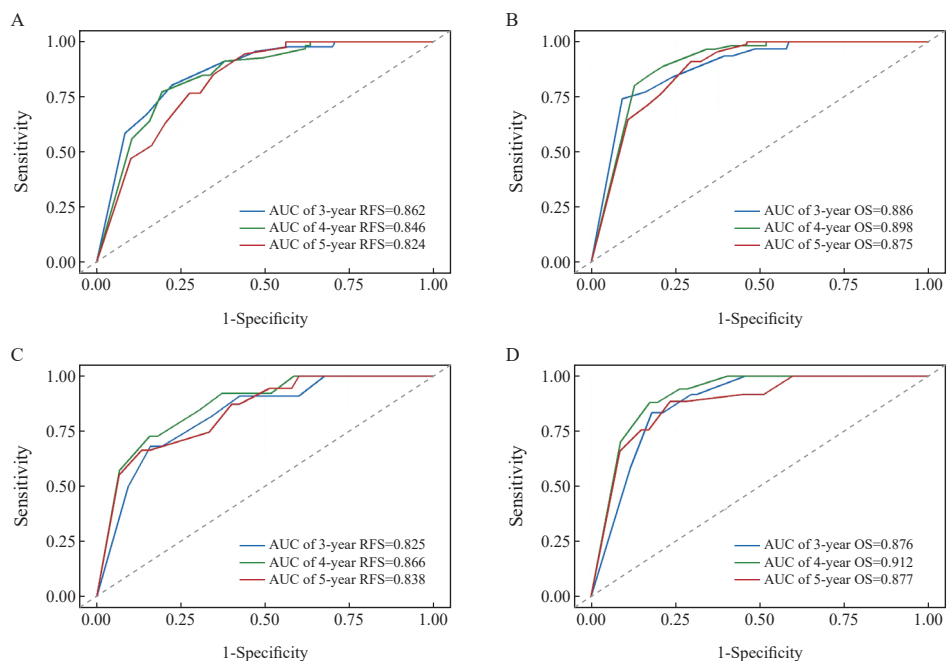 A
1.00
0.75
0.50
0.25
0.00
Sensitivity
AUC of 3-year RFS=0.862
AUC of 4-year RFS=0.846
AUC of 5-year RFS=0.824
0.00 0.25 0.50 0.75 1.00
1-Specificity
B
1.00
0.75
0.50
0.25
0.00
Sensitivity
AUC of 3-year OS=0.886
AUC of 4-year OS=0.898
AUC of 5-year OS=0.875
0.00 0.25 0.50 0.75 1.00
1-Specificity
C
1.00
0.75
0.50
0.25
0.00
Sensitivity
AUC of 3-year RFS=0.825
AUC of 4-year RFS=0.866
AUC of 5-year RFS=0.838
0.00 0.25 0.50 0.75 1.00
1-Specificity
D
1.00
0.75
0.50
0.25
0.00
Sensitivity
AUC of 3-year OS=0.876
AUC of 4-year OS=0.912
AUC of 5-year OS=0.877
0.00 0.25 0.50 0.75 1.00
1-Specificity